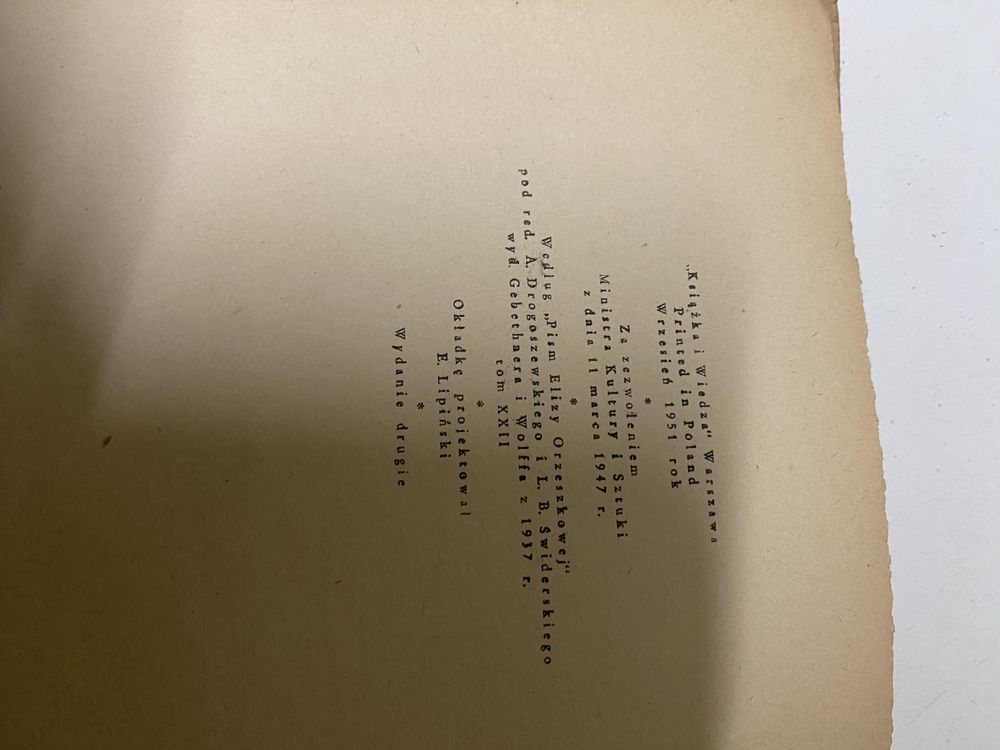 „Książka i Wiedza" Warszawa
Printed in Poland
Wrzesień 1951 rok
*
Za zezwoleniem
Ministra Kultury i Sztuki
z dnia 11 marca 1947 r.
*
Według „Pism Elizy Orzeszkowej"
pod red. A. Drogoszewskiego i L. B. Świderskiego
wyd. Gebethnera i Wolffa z 1937 r.
tom XXII
*
Okładkę projektował
E. Lipiński
*
Wydanie drugie